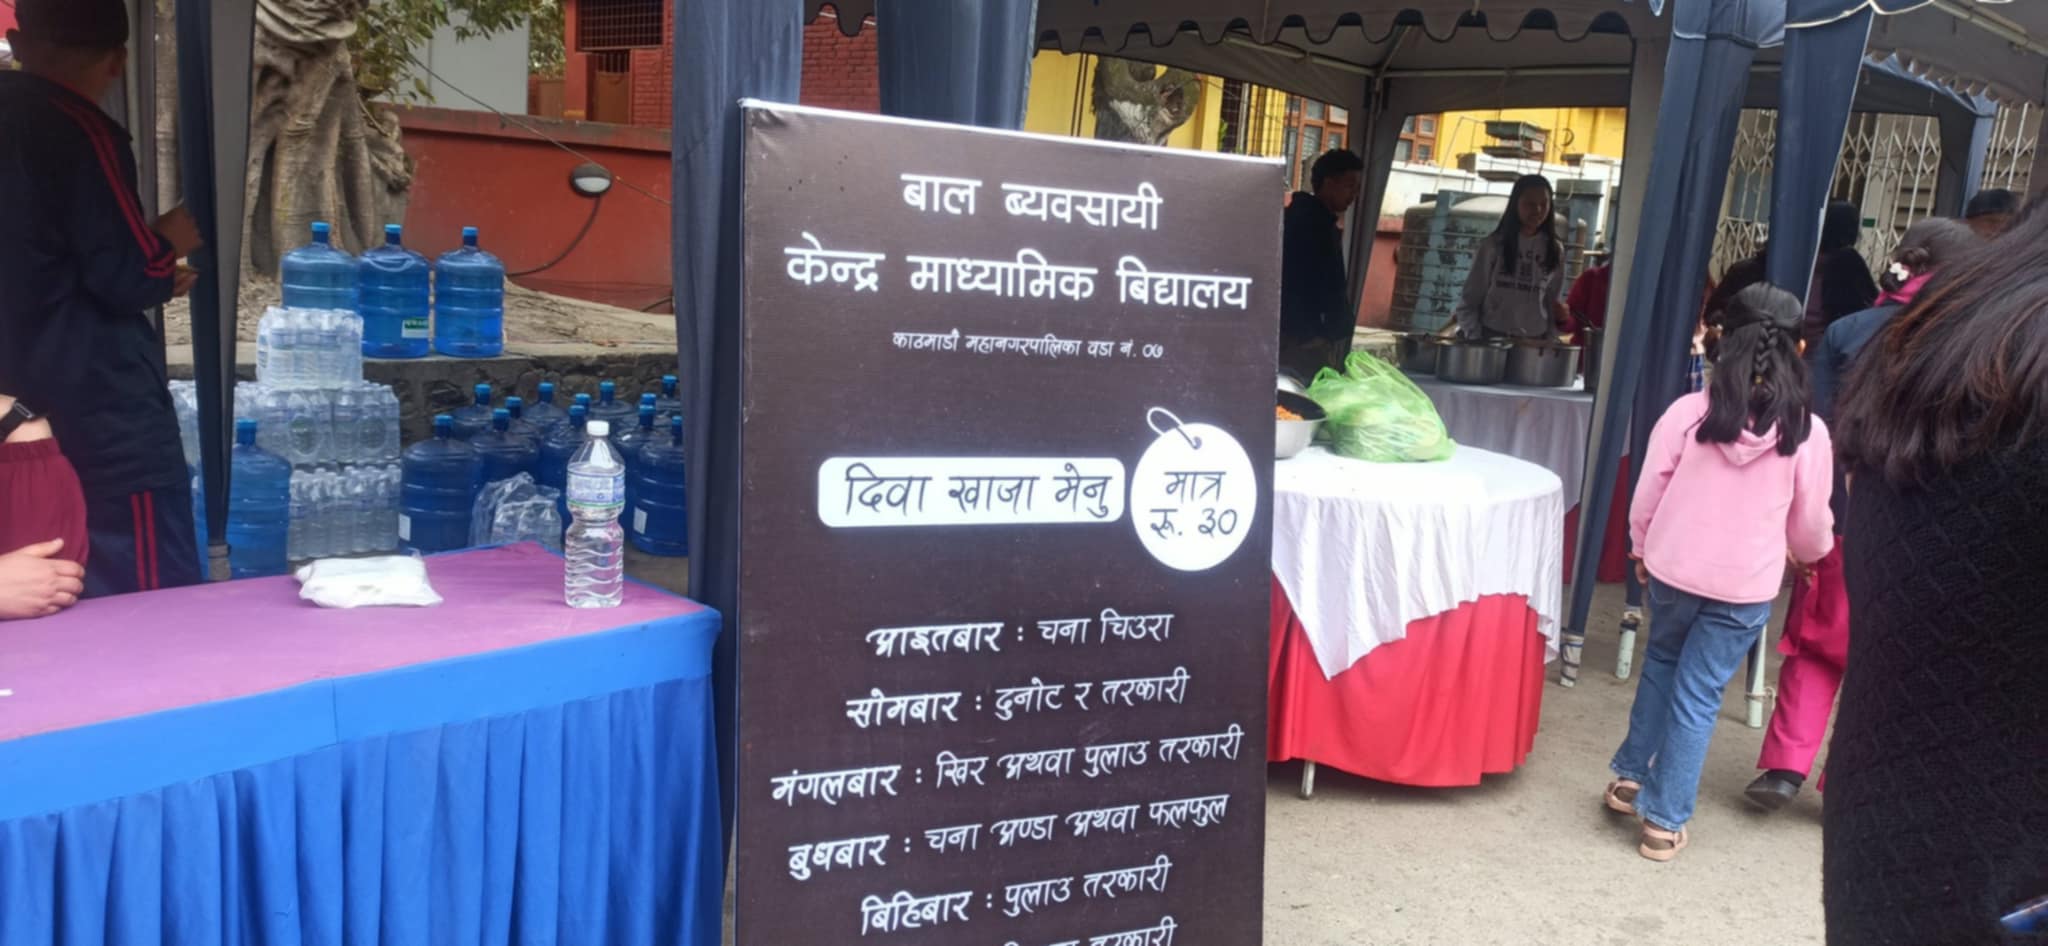 बाल ब्यवसायी
केन्द्र माध्यामिक बिद्यालय
काठमाडौं महानगरपालिका वडा नं. ०७
दिवा खाजा मेनु
मात्र
रू. ३०
आइतबार : चना चिउरा
सोमबार : दुनोट र तरकारी
मंगलबार : खिर अथवा पुलाउ तरकारी
बुधबार : चना अण्डा अथवा फलफुल
बिहिबार : पुलाउ तरकारी
तरकारी